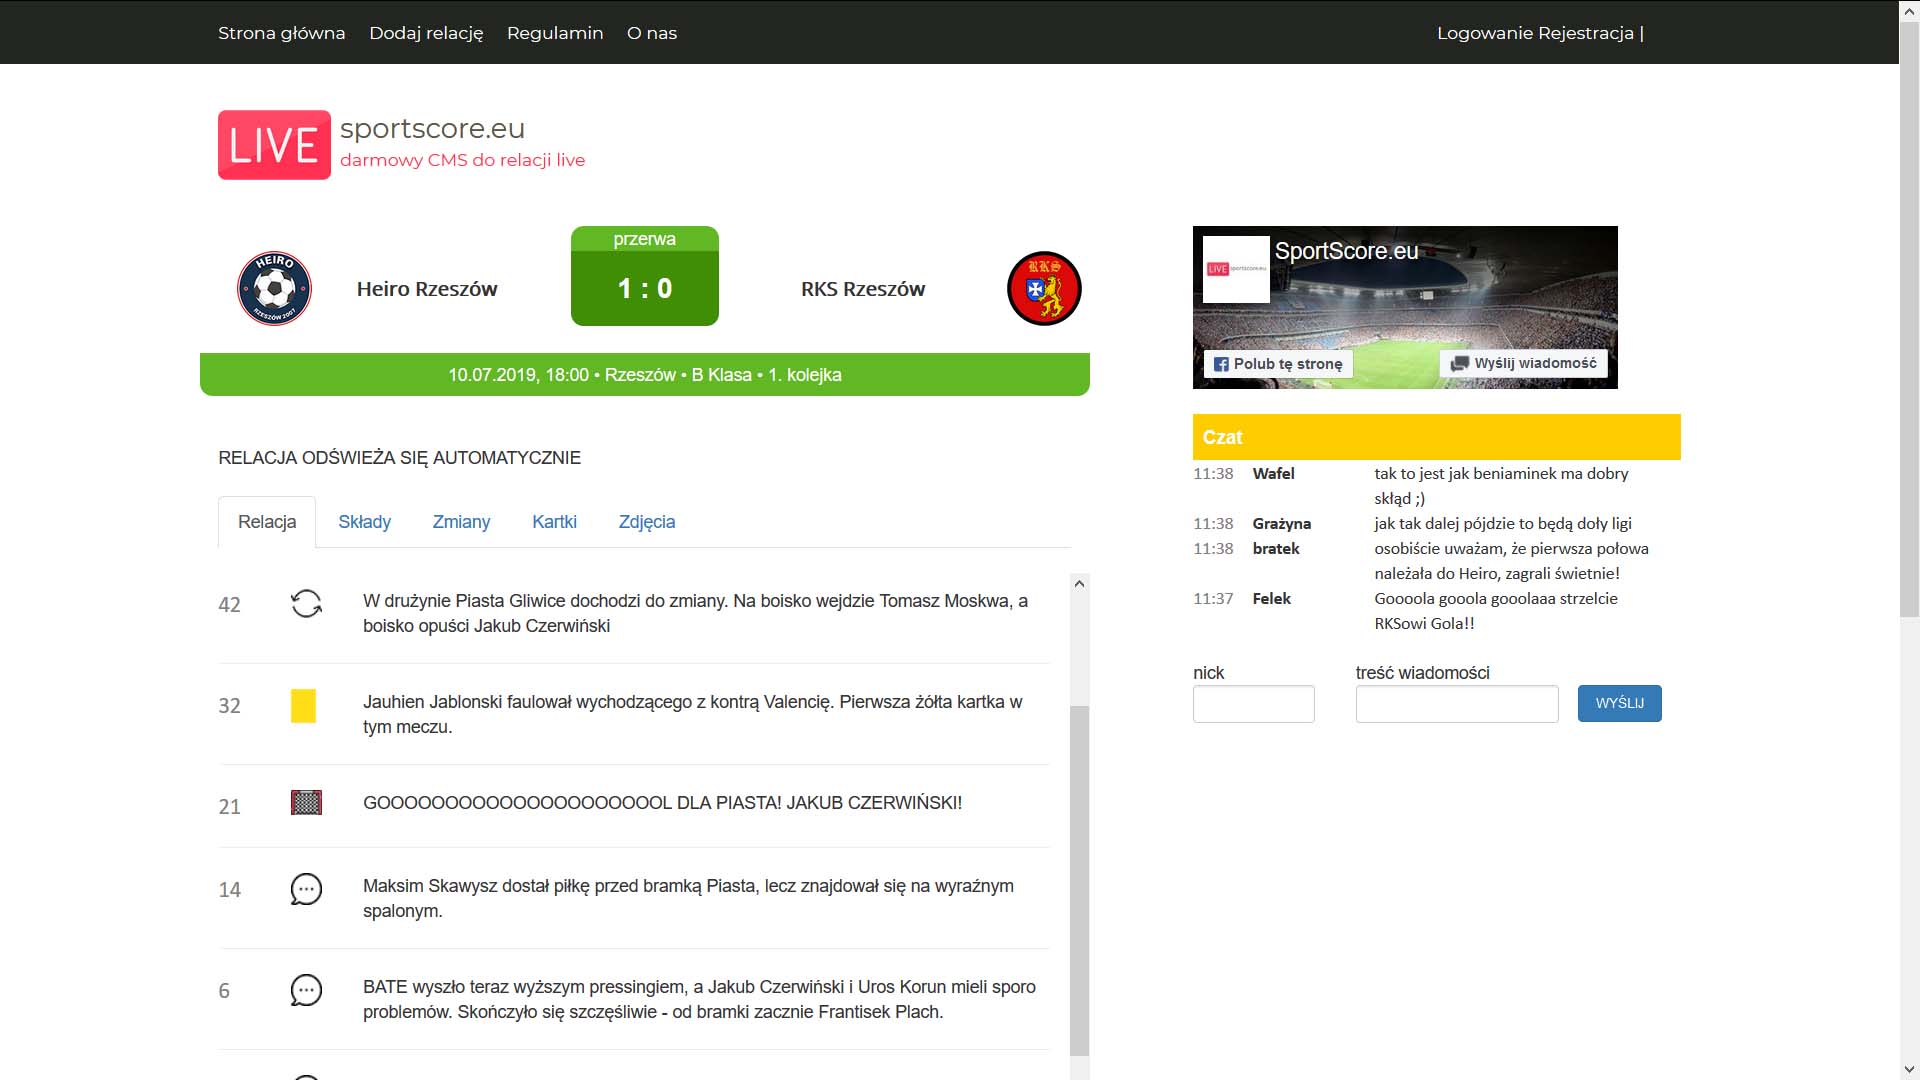 Strona główna Dodaj relację Regulamin O nas Logowanie Rejestracja |
LIVE
sportscore.eu
darmowy CMS do relacji live
przerwa
HEIRO
RZESZÓW 2007
Heiro Rzeszów
1 : 0
RKS Rzeszów
RKS
10.07.2019, 18:00 • Rzeszów • B Klasa • 1. kolejka
RELACJA ODŚWIEŻA SIĘ AUTOMATYCZNIE
Relacja Składy Zmiany Kartki Zdjęcia
42 W drużynie Piasta Gliwice dochodzi do zmiany. Na boisko wejdzie Tomasz Moskwa, a
boisko opuści Jakub Czerwiński
32 Jauhien Jablonski faulował wychodzącego z kontrą Valencię. Pierwsza żółta kartka w
tym meczu.
21 GOOOOOOOOOOOOOOOOOOOOOL DLA PIASTA! JAKUB CZERWIŃSKI!
14 Maksim Skawysz dostał piłkę przed bramką Piasta, lecz znajdował się na wyraźnym
spalonym.
6 BATE wyszło teraz wyższym pressingiem, a Jakub Czerwiński i Uros Korun mieli sporo
problemów. Skończyło się szczęśliwie - od bramki zacznie Frantisek Plach.
SportScore.eu
LIVE sportscore.eu
Polub tę stronę Wyślij wiadomość
Czat
11:38 Wafel tak to jest jak beniaminek ma dobry
skłąd ;)
11:38 Grażyna jak tak dalej pójdzie to będą doły ligi
11:38 bratek osobiście uważam, że pierwsza połowa
należała do Heiro, zagrali świetnie!
11:37 Felek Goooola gooola gooolaaa strzelcie
RKSowi Gola!!
nick treść wiadomości
WYŚLIJ